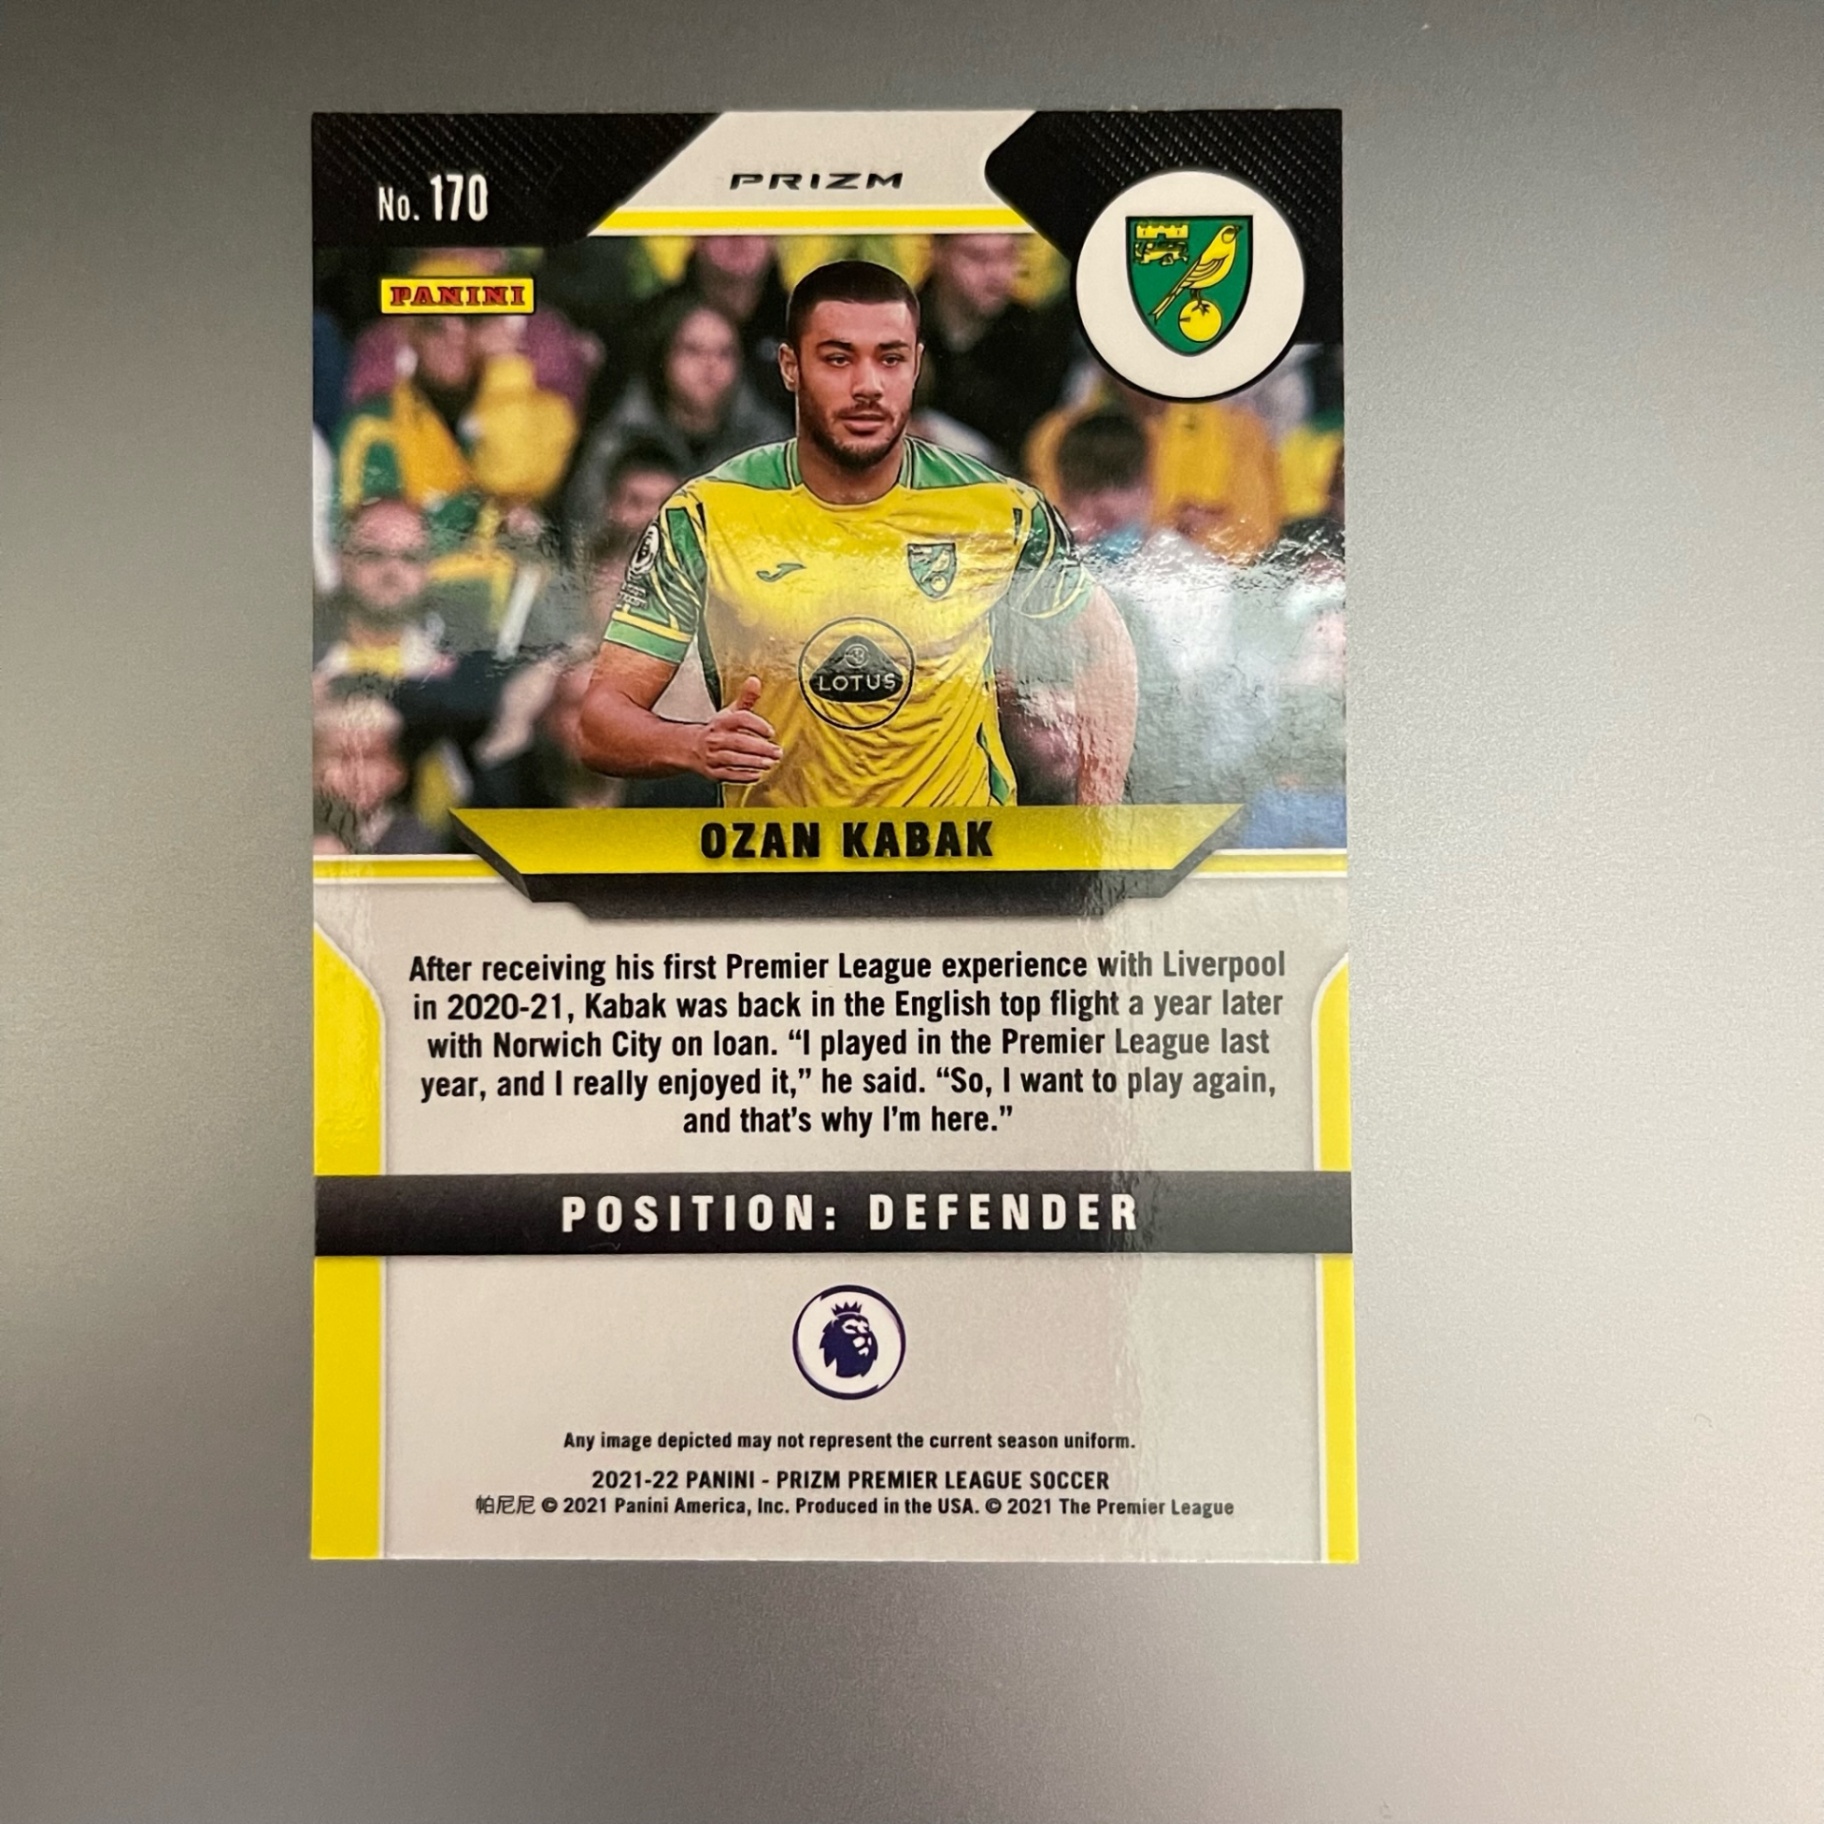 No. 170
PRIZM
PANINI
LOTUS
OZAN KABAK
After receiving his first Premier League experience with Liverpool
in 2020-21, Kabak was back in the English top flight a year later
with Norwich City on loan. “I played in the Premier League last
year, and I really enjoyed it,” he said. “So, I want to play again,
and that’s why I’m here.”
POSITION: DEFENDER
Any image depicted may not represent the current season uniform.
2021-22 PANINI - PRIZM PREMIER LEAGUE SOCCER
帕尼尼 © 2021 Panini America, Inc. Produced in the USA. © 2021 The Premier League